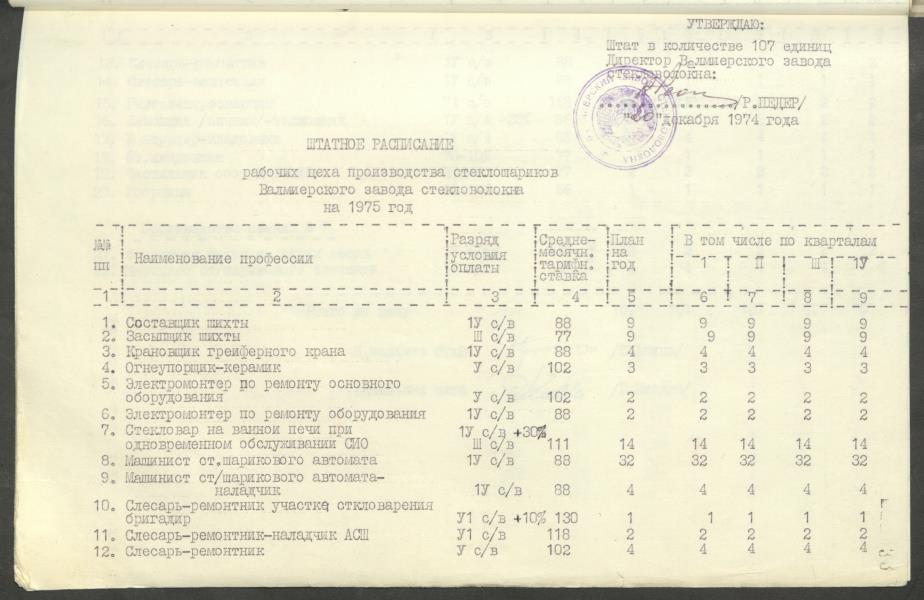 УТВЕРЖДАЮ:
Штат в количестве 107 единиц
Директор Валмиерского завода
стекловолокна:
/Р.ПЕДЕР/
"20" декабря 1974 года
ШТАТНОЕ РАСПИСАНИЕ
рабочих цеха производства стеклошариков
Валмиерского завода стекловолокна
на 1975 год
№№ пп Наименование профессии Разряд условия оплаты Средне-месячн. тарифн. ставка План на год В том числе по кварталам 1 П Ш 1У
1 2 3 4 5 6 7 8 9
1. Составщик шихты 1У с/в 88 9 9 9 9 9
2. Засыпщик шихты Ш с/в 77 9 9 9 9 9
3. Крановщик грейферного крана 1У с/в 88 4 4 4 4 4
4. Огнеупорщик-керамик У с/в 102 3 3 3 3 3
5. Электромонтер по ремонту основного
оборудования У с/в 102 2 2 2 2 2
6. Электромонтер по ремонту оборудования 1У с/в 88 2 2 2 2 2
7. Стекловар на ванной печи при 1У с/в +30%
одновременном обслуживании СИО Ш с/в 111 14 14 14 14 14
8. Машинист ст.шарикового автомата 1У с/в 88 32 32 32 32 32
9. Машинист ст/шарикового автомата-
наладчик 1У с/в 88 4 4 4 4 4
10. Слесарь-ремонтник участке откловарения
бригадир У1 с/в +10% 130 1 1 1 1 1
11. Слесарь-ремонтник-наладчик АСШ У1 с/в 118 2 2 2 2 2
12. Слесарь-ремонтник У с/в 102 4 4 4 4 4